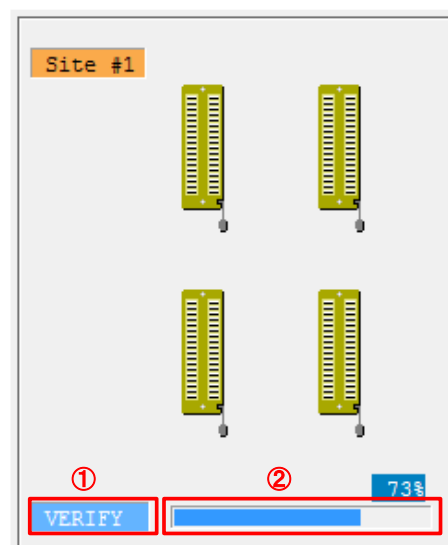 Site #1
① ②
73%
VERIFY